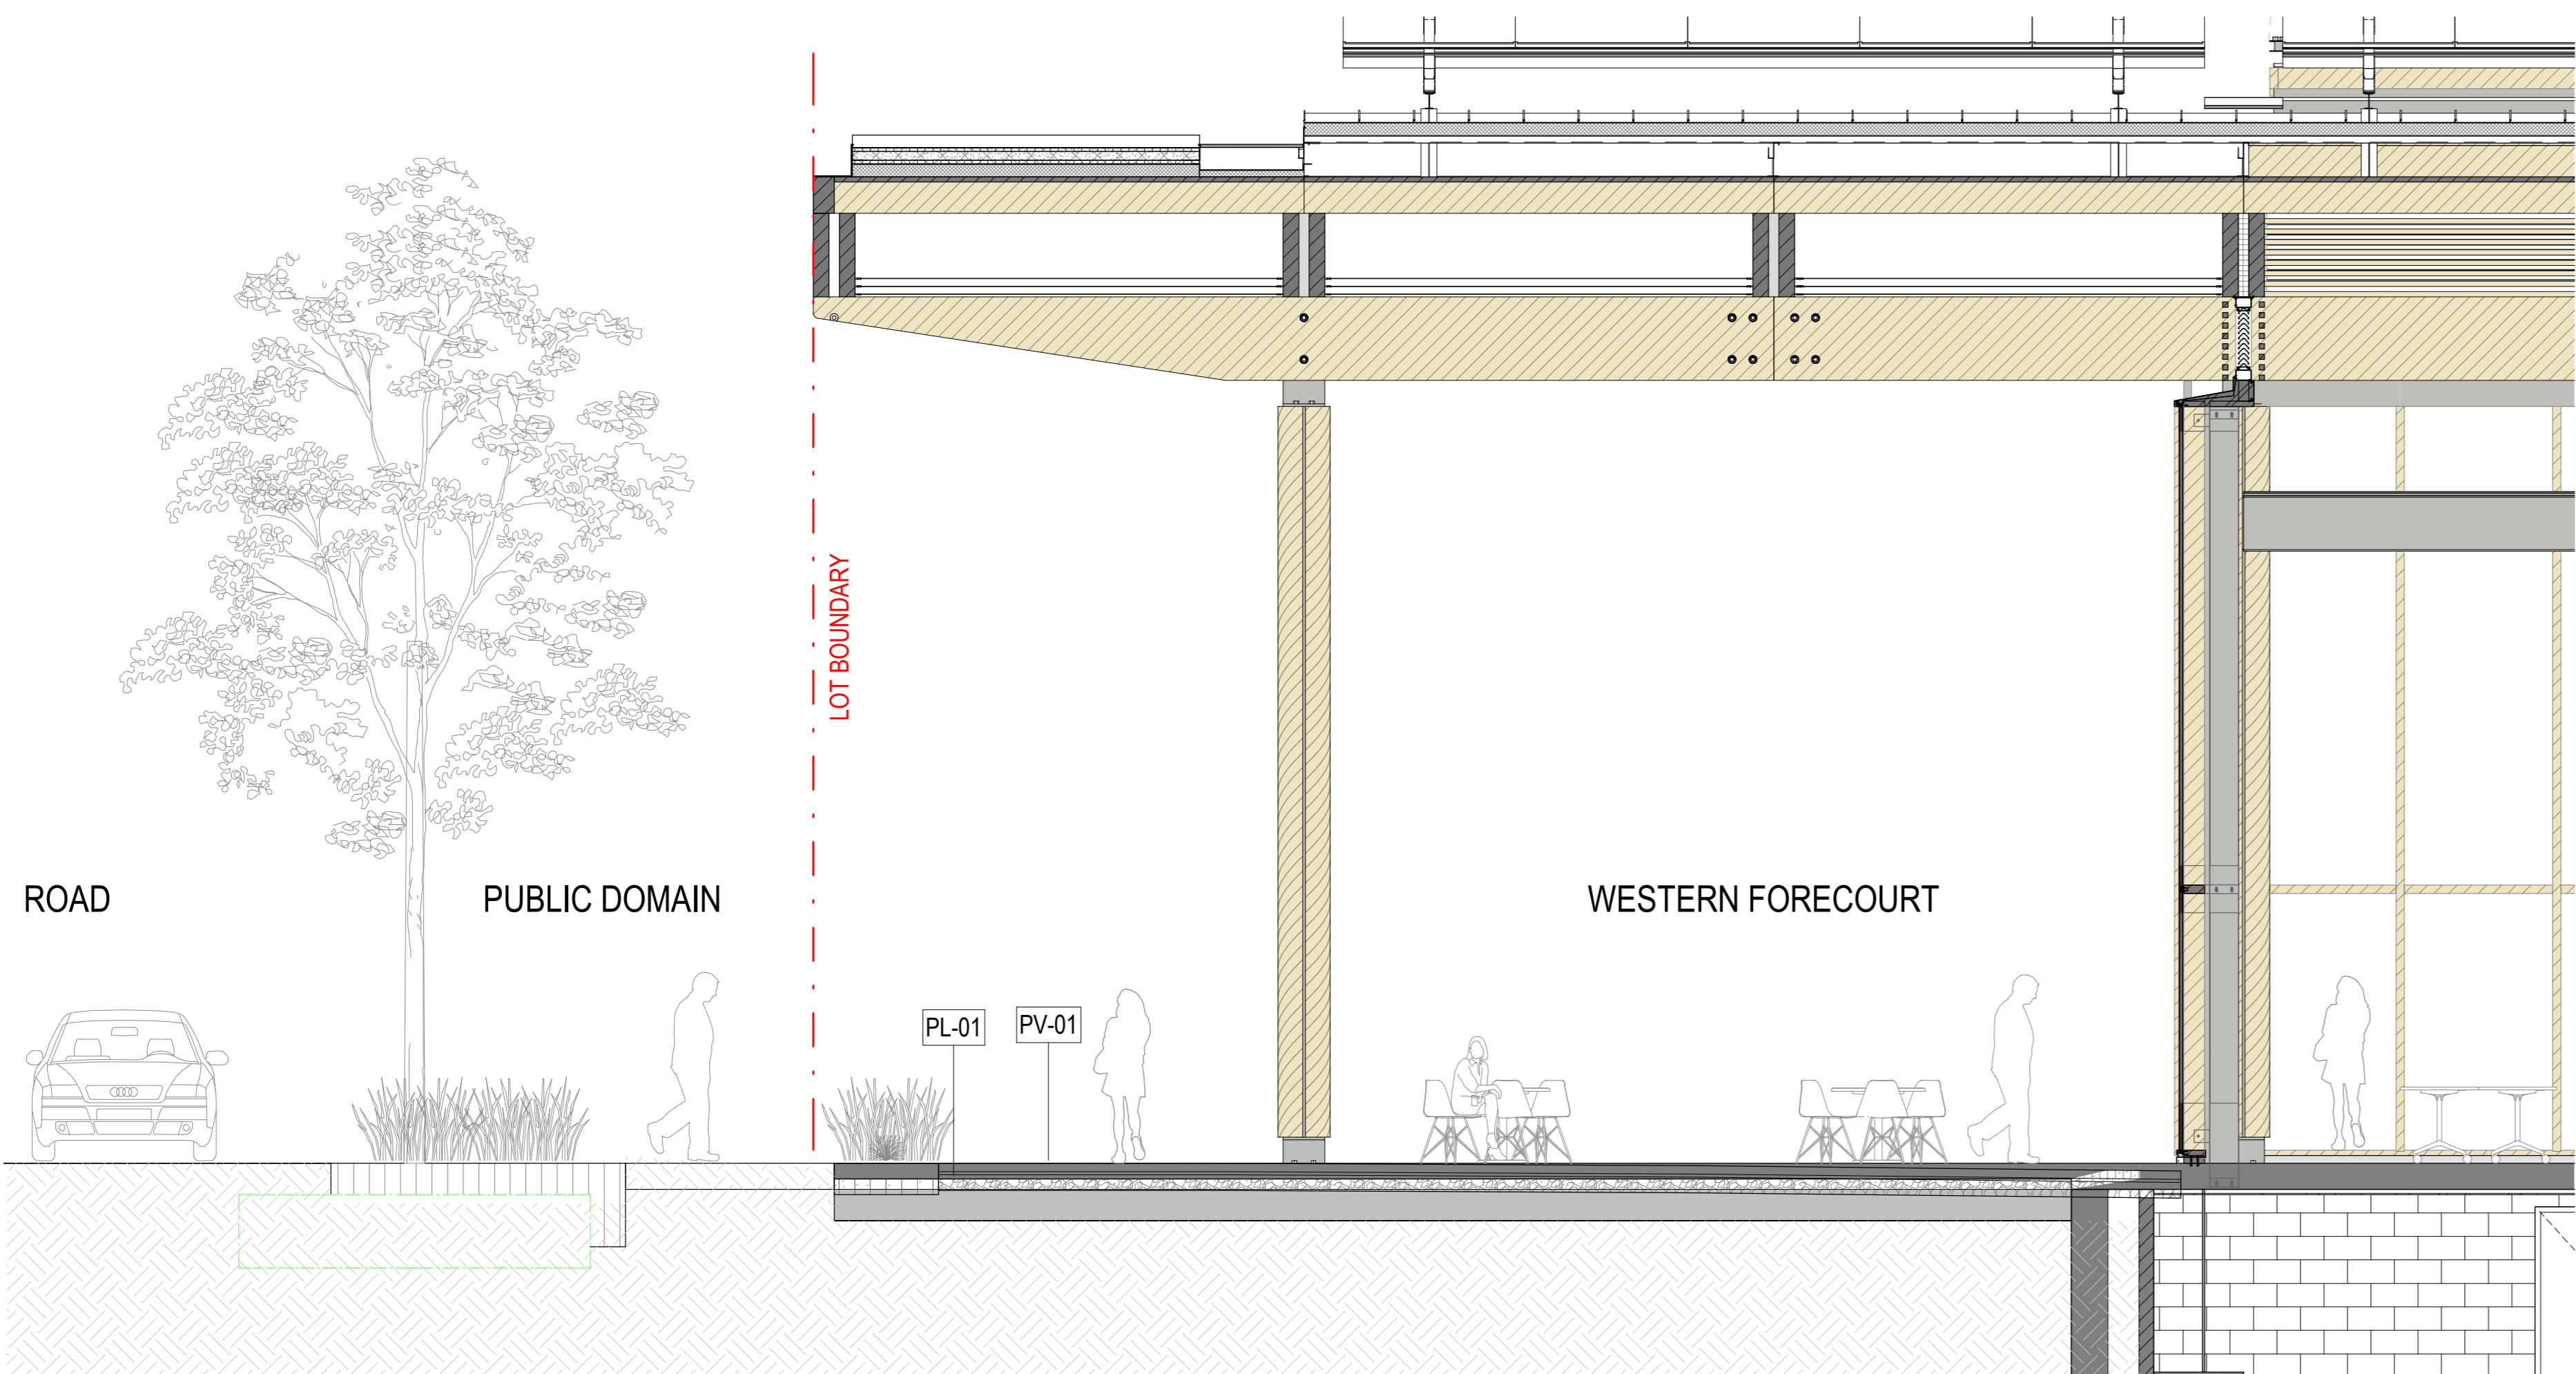 LOT BOUNDARY
ROAD
PUBLIC DOMAIN
WESTERN FORECOURT
PL-01
PV-01